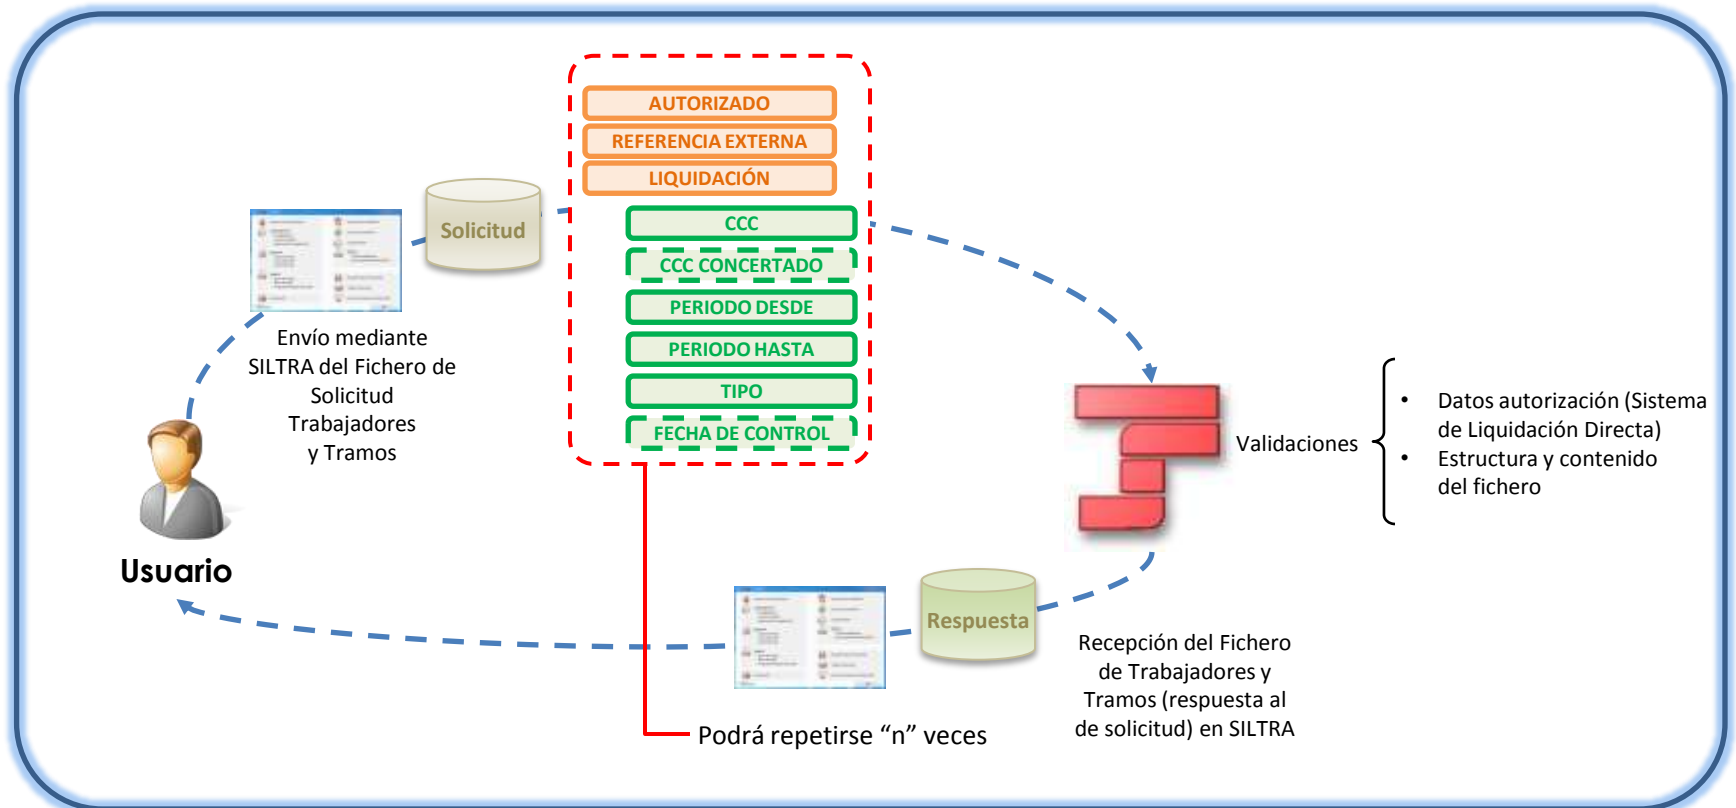 AUTORIZADO
REFERENCIA EXTERNA
LIQUIDACIÓN
CCC
CCC CONCERTADO
PERIODO DESDE
PERIODO HASTA
TIPO
FECHA DE CONTROL
Solicitud
Envío mediante
SILTRA del Fichero de
Solicitud
Trabajadores
y Tramos
Usuario
Validaciones
• Datos autorización (Sistema
de Liquidación Directa)
• Estructura y contenido
del fichero
Respuesta
Recepción del Fichero
de Trabajadores y
Tramos (respuesta al
de solicitud) en SILTRA
Podrá repetirse “n” veces